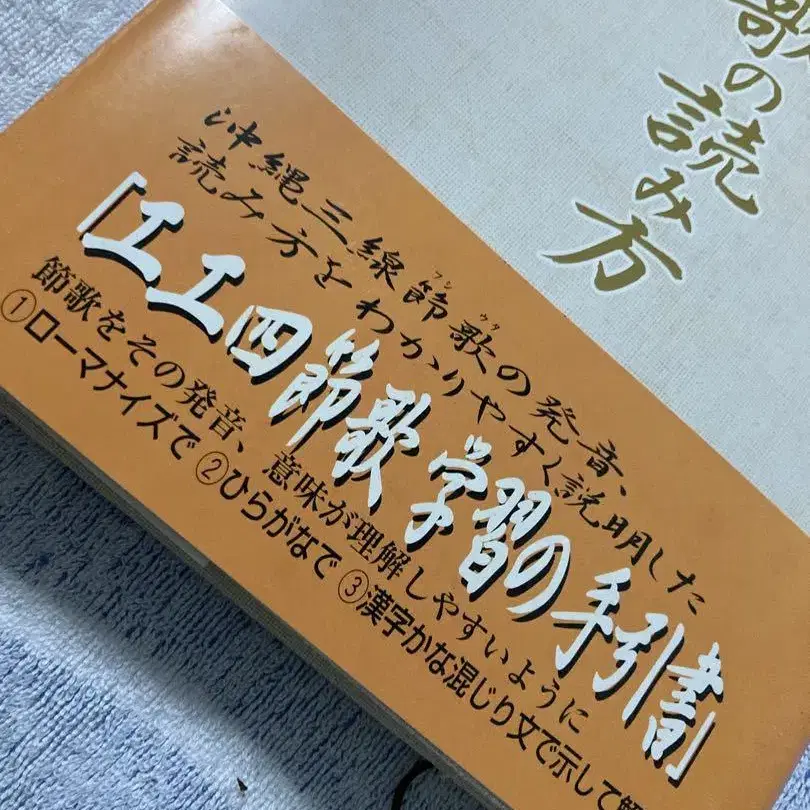 歌の読み方
沖縄三線節歌の発音、
フシ ウタ
読み方をわかりやすく説明した
「工工四節歌学習の手引書」
節歌をその発音、意味が理解しやすいように
①ローマナイズで②ひらがなで③漢字かな混じり文で示して